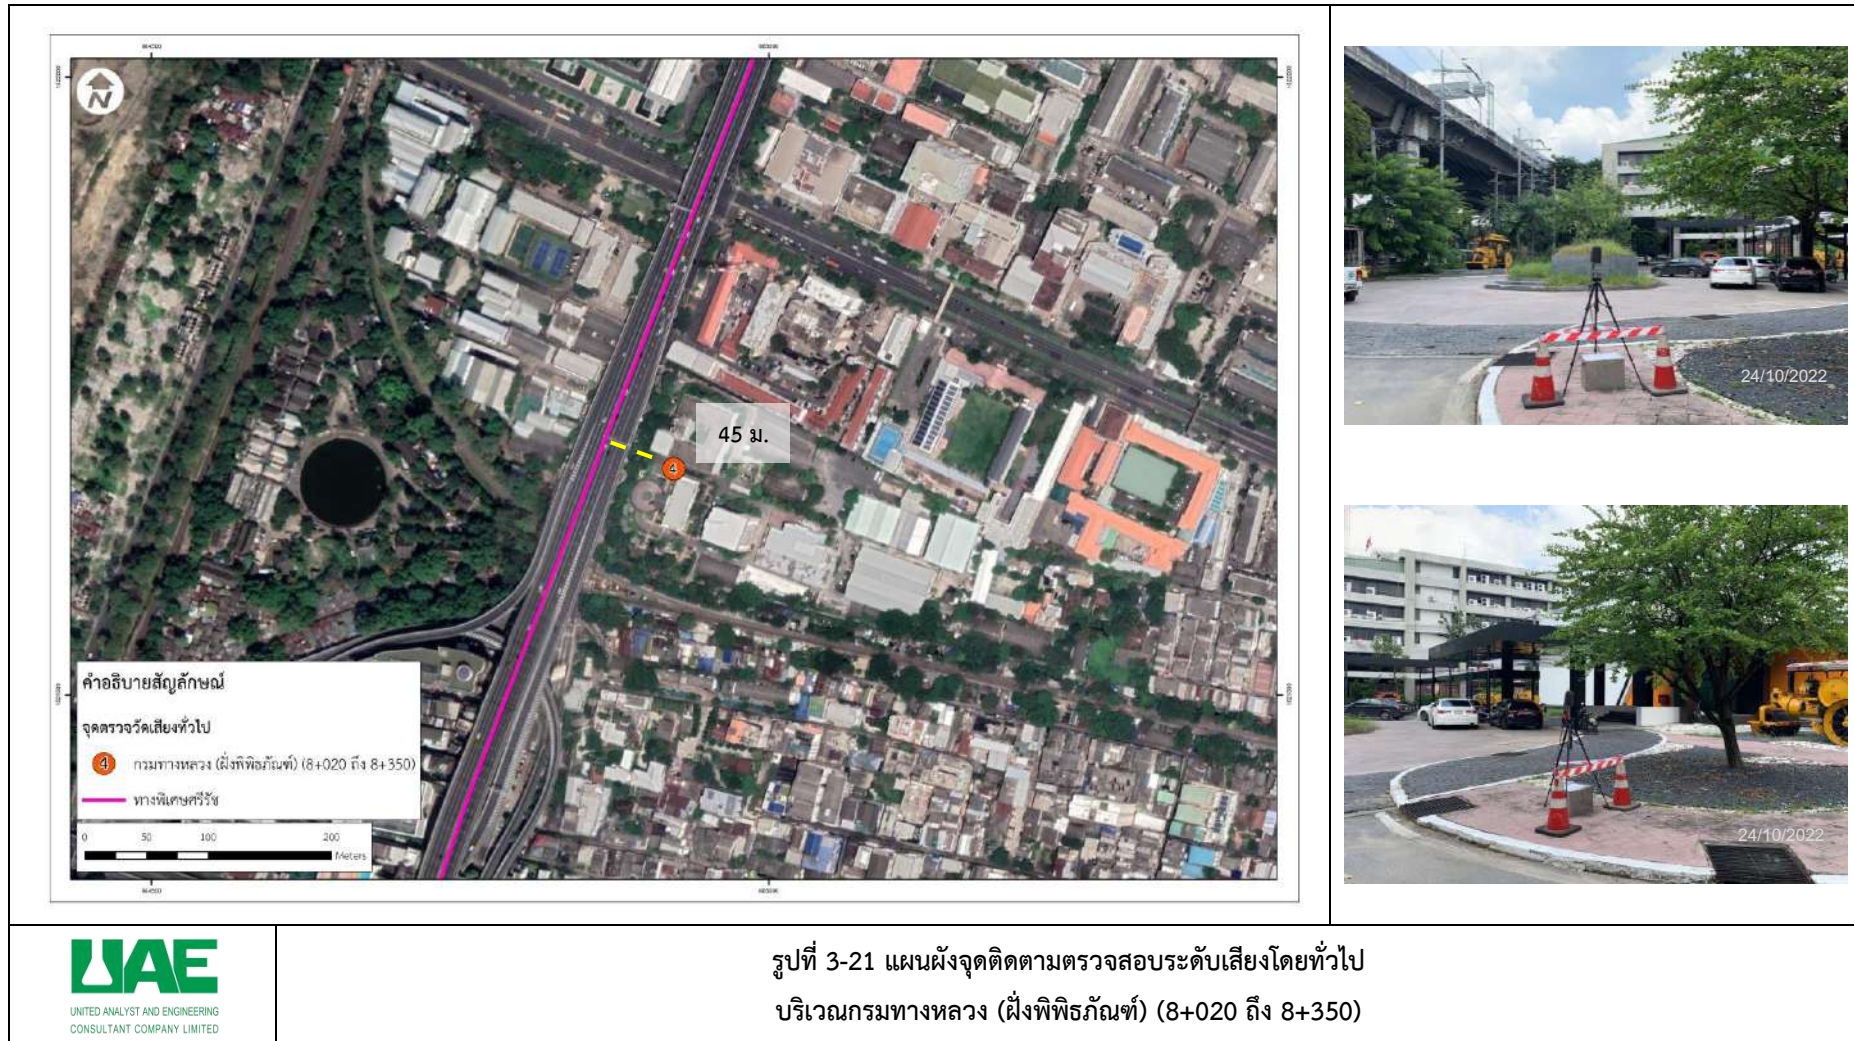 N
45 ม.
4
คำอธิบายสัญลักษณ์
จุดตรวจวัดเสียงทั่วไป
4 กรมทางหลวง (ฝั่งพิพิธภัณฑ์) (8+020 ถึง 8+350)
ทางพิเศษศรีรัช
0 50 100 200
Meters
24/10/2022
24/10/2022
UAE
UNITED ANALYST AND ENGINEERING
CONSULTANT COMPANY LIMITED
รูปที่ 3-21 แผนผังจุดติดตามตรวจสอบระดับเสียงโดยทั่วไป
บริเวณกรมทางหลวง (ฝั่งพิพิธภัณฑ์) (8+020 ถึง 8+350)